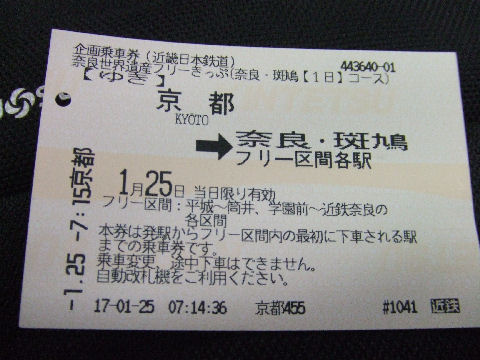 企画乗車券（近畿日本鉄道）
443640-01
奈良世界遺産フリーきっぷ(奈良・斑鳩【１日】コース)
【ゆき】
京都
KYOTO
➡奈良・斑鳩
フリー区間各駅
1月25日 当日限り有効
フリー区間：平城～筒井、学園前～近鉄奈良の
各区間
本券は発駅からフリー区間内の最初に下車される駅
までの乗車券です。
乗車変更、途中下車はできません。
自動改札機をご利用ください。
17-01-25 07:14:36 京都455 #1041 近鉄
-1.25 -7:15京都